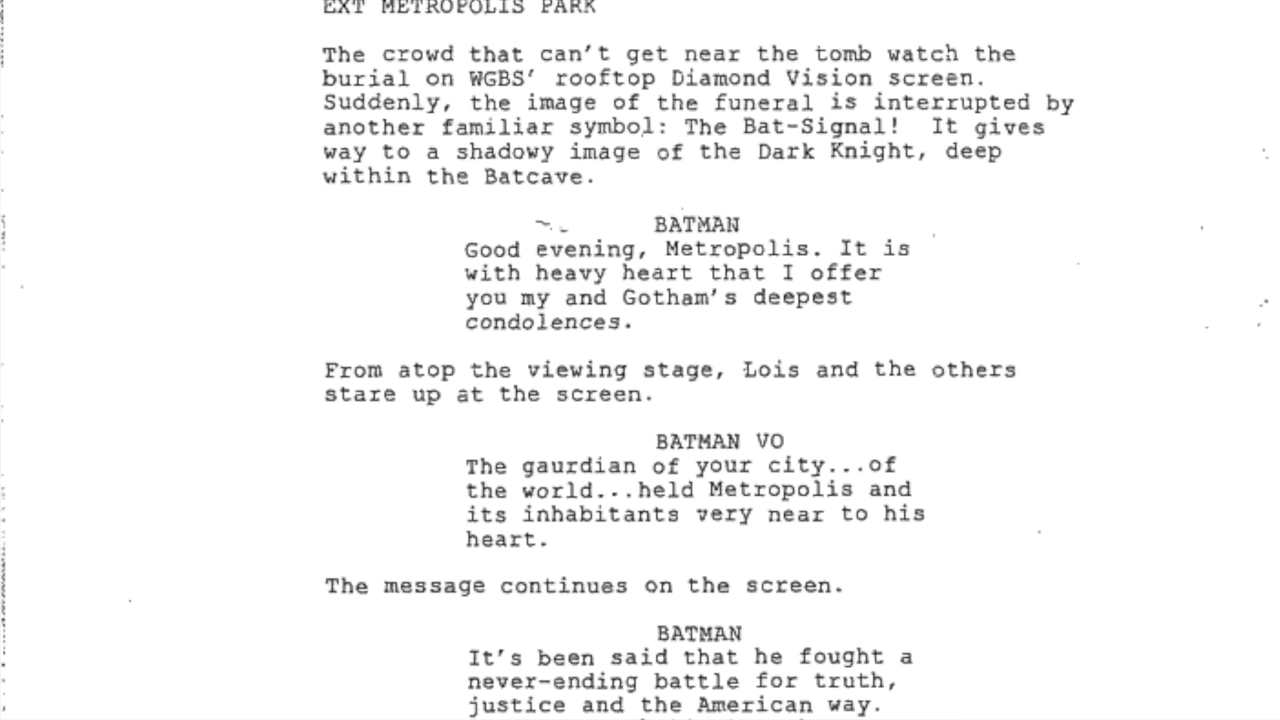 EXT METROPOLIS PARK
The crowd that can't get near the tomb watch the
burial on WGBS' rooftop Diamond Vision screen.
Suddenly, the image of the funeral is interrupted by
another familiar symbol: The Bat-Signal!  It gives
way to a shadowy image of the Dark Knight, deep
within the Batcave.
BATMAN
Good evening, Metropolis. It is
with heavy heart that I offer
you my and Gotham's deepest
condolences.
From atop the viewing stage, Lois and the others
stare up at the screen.
BATMAN VO
The gaurdian of your city...of
the world...held Metropolis and
its inhabitants very near to his
heart.
The message continues on the screen.
BATMAN
It's been said that he fought a
never-ending battle for truth,
justice and the American way.